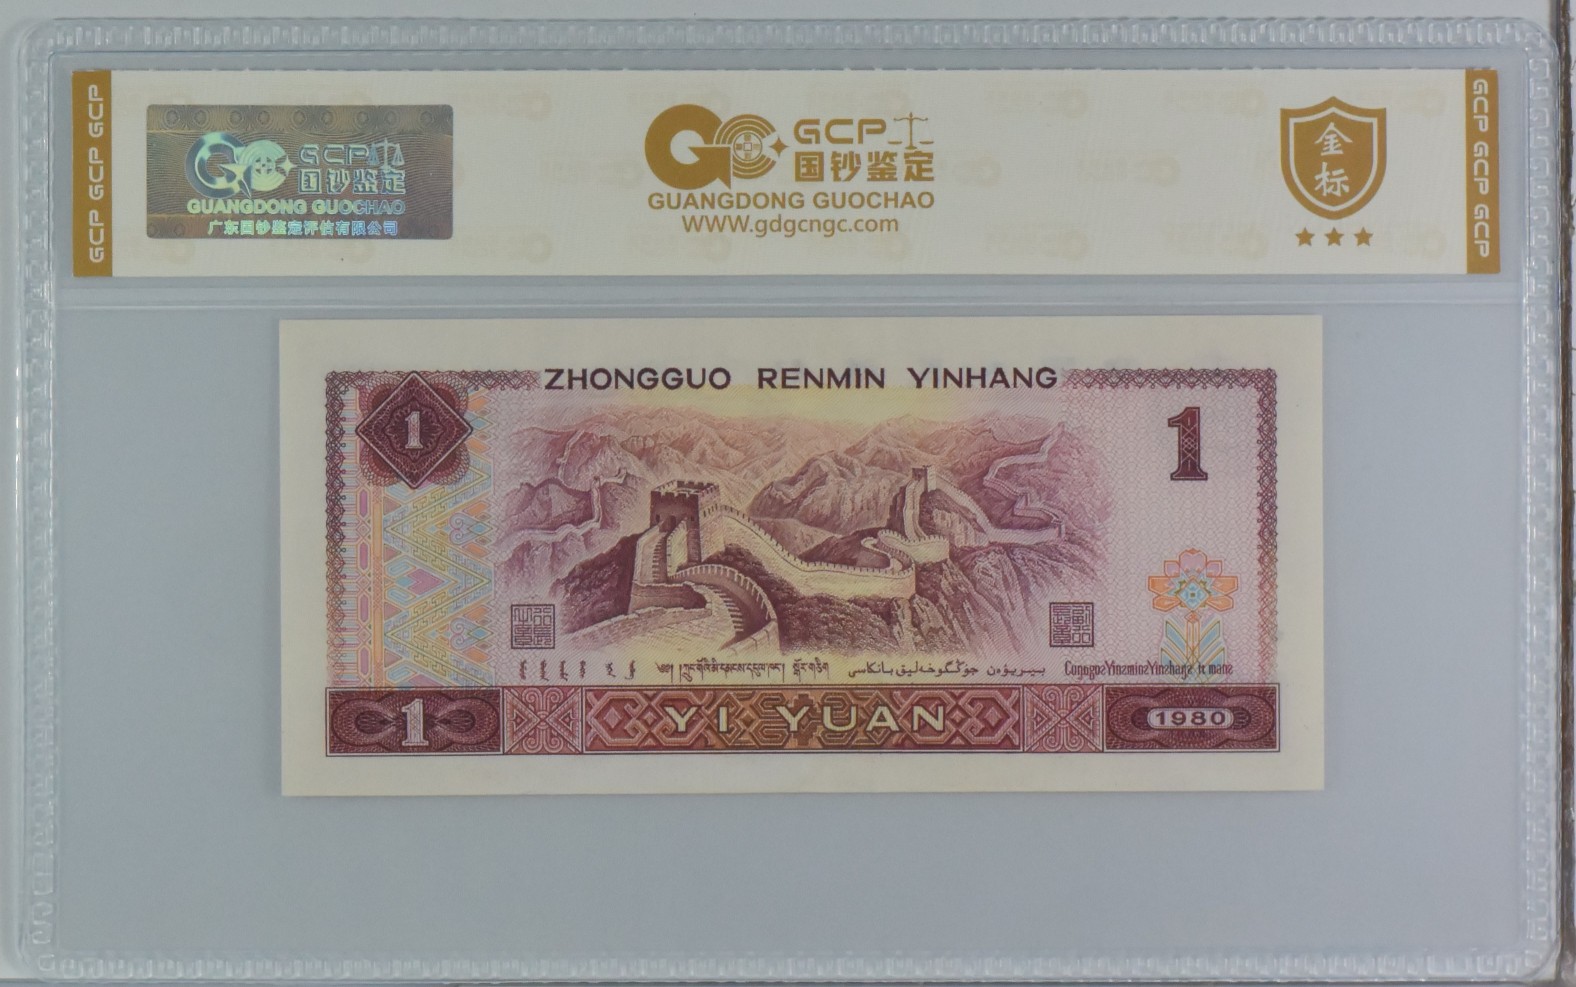 GCP GCP GCP
GCP
国钞鉴定
GUANGDONG GUOCHAO
广东国钞鉴定评估有限公司
GCP
国钞鉴定
GUANGDONG GUOCHAO
WWW.gdgcngc.com
金标
GCP GCP GCP
ZHONGGUO RENMIN YINHANG
1
1
1 YI YUAN 1980